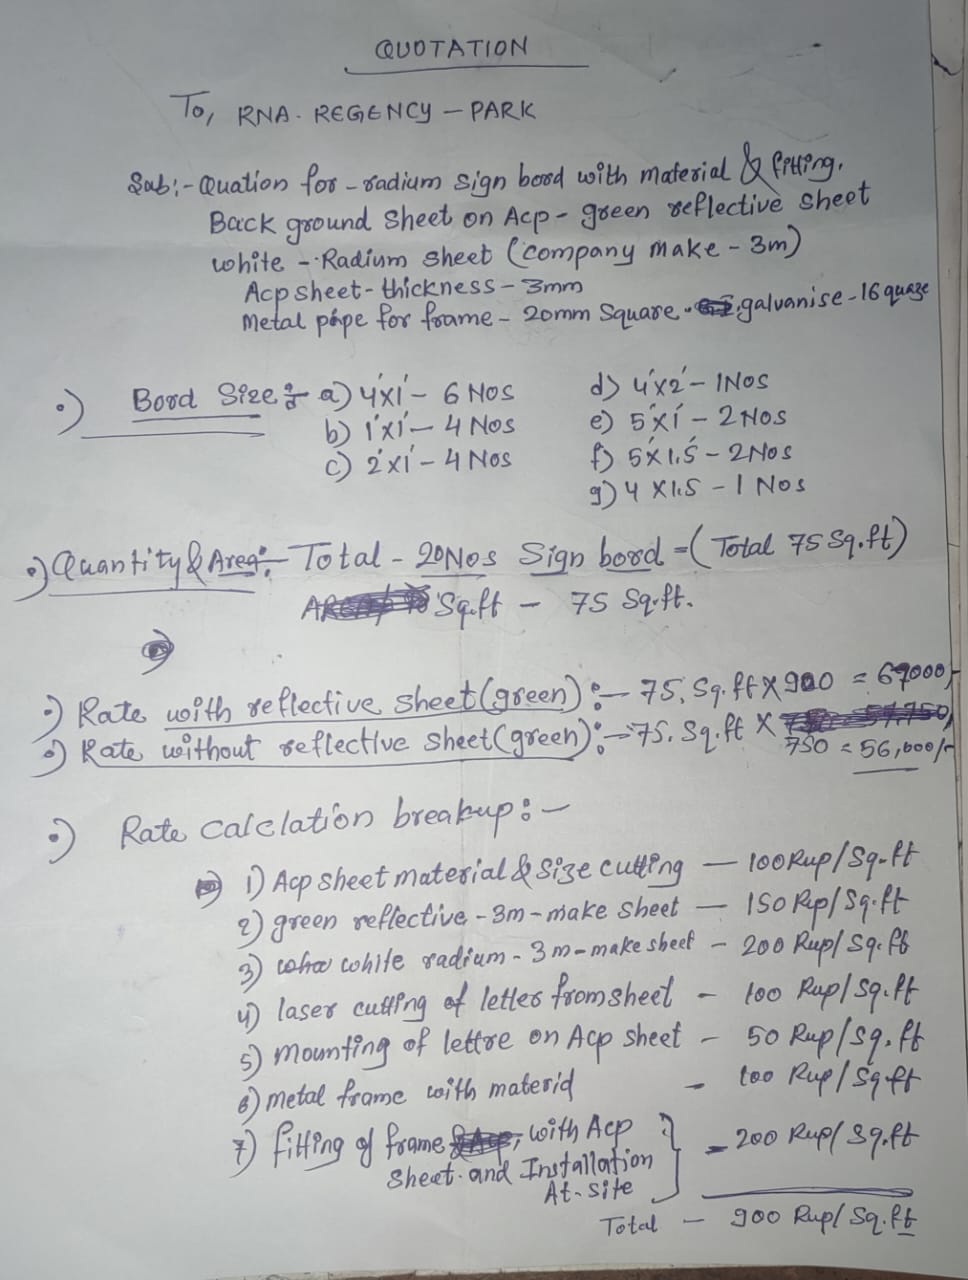 QUOTATION
To, RNA. REGENCY - PARK
Sub:- Quation for - radium sign bord with material & fitting.
Back ground Sheet on Acp - green reflective sheet
white - Radium sheet (company make - 3m)
Acp sheet - thickness - 3mm
Metal pipe for frame - 20mm Square. galvanise - 16 quaze
Bord Size:- a) 4'x1' - 6 Nos
b) 1'x1' - 4 Nos
c) 2'x1' - 4 Nos
d) 4'x2' - 1Nos
e) 5'x1' - 2 Nos
f) 5'x1.5' - 2Nos
g) 4 X1.5 - 1 Nos
Quantity & Area:- Total - 20Nos Sign bord = (Total 75 Sq.ft)
Sq.ft - 75 Sq.ft.
Rate with reflective sheet (green):- 75. Sq.ft X 900 = 67000/-
Rate without reflective sheet (green):- 75. Sq.ft X
750 = 56,000/-
Rate calclation breakup:-
1) Acp sheet material & Size cutting - 100 Rup/Sq.ft
2) green reflective - 3m - make sheet - 150 Rup/Sq.ft
3) white radium - 3m - make sheet - 200 Rup/Sq.ft
4) laser cutting of letter from sheet - 100 Rup/Sq.ft
5) Mounting of lettre on Acp sheet - 50 Rup/Sq.ft
6) metal frame with materid - 100 Rup/Sq.ft
7) fitting of frame, with Acp
Sheet. and Installation
At-site
- 200 Rup/Sq.ft
Total - 900 Rup/Sq.ft